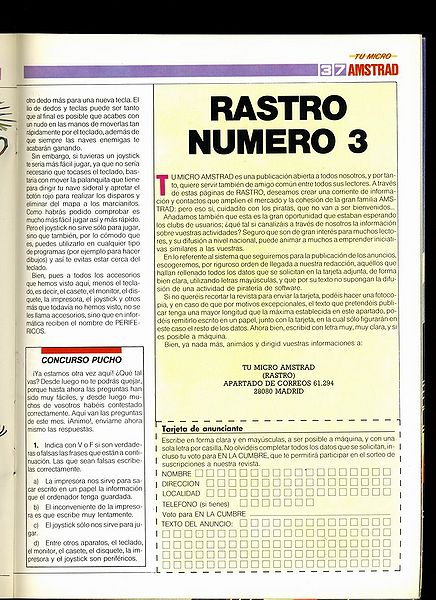 TU MICRO
37 AMSTRAD
otro dedo más para una nueva tecla. El
lío de dedos y teclas puede ser tanto
que al final es posible que acabes con
un nudo en las manos de moverlas tan
rápidamente por el teclado, además de
que siempre las naves enemigas te
acabarán ganando.
Sin embargo, si tuvieras un joystick
te sería más fácil jugar, ya que no sería
necesario que tocases el teclado, bas-
taría con mover la palanquita que tiene
para dirigir tu nave sideral y apretar el
botón rojo para realizar los disparos y
eliminar del mapa a los marcianitos.
Como habrás podido comprobar es
mucho más fácil jugar así y más rápido.
Pero el joystick no sirve sólo para jugar,
sino que también, por lo cómodo que
es, puedes utilizarlo en cualquier tipo
de programas (por ejemplo para hacer
dibujos) y así te evitas estar cerca del
teclado.
Bien, pues a todos los accesorios
que hemos visto aquí, menos el tecla-
do, es decir, el casete, el monitor, el dis-
quete, la impresora, el joystick y otros
más que todavía no hemos visto, no se
les llama accesorios, sino que en infor-
mática reciben el nombre de PERIFE-
RICOS.
CONCURSO PUCHO
¡Ya estamos otra vez aquí! ¿Qué tal
vas? Desde luego no te podrás quejar,
porque hasta ahora las preguntas han
sido muy fáciles, y desde luego mu-
chos de vosotros habéis contestado
correctamente. Aquí van las preguntas
de este mes. ¡Animo!, enviame ahora
mismo las respuestas.
1. Indica con V o F si son verdade-
ras o falsas las frases que están a conti-
nuación. Las que sean falsas escribe-
las correctamente.
a) La impresora nos sirve para sa-
car escrito en un papel la información
que el ordenador tenga guardada.
b) El inconveniente de la impreso-
ra es que escribe muy lentamente.
c) El joystick sólo nos sirve para ju-
gar.
d) Entre otros aparatos, el teclado,
el monitor, el casete, el disquete, la im-
presora y el joystick son periféricos.
RASTRO
NUMERO 3
TU MICRO AMSTRAD es una publicación abierta a todos nosotros, y por tan-
to, quiere servir también de amigo común entre todos sus lectores. A través
de estas páginas de RASTRO, deseamos crear una corriente de informa-
ción y contactos que amplíen el mercado y la cohesión de la gran familia AMS-
TRAD: pero eso sí, cuidadito con los piratas, que no van a ser bienvenidos...
Añadamos también que esta es la gran oportunidad que estaban esperando
los clubs de usuarios; ¿qué tal si canalizáis a través de nosotros la información
sobre vuestras actividades? Seguro que son de gran interés para muchos lecto-
res, y su difusión a nivel nacional, puede animar a muchos a emprender iniciati-
vas similares a las vuestras.
En lo referente al sistema que seguiremos para la publicación de los anuncios,
escogeremos, por riguroso orden de llegada a nuestra redacción, aquellos que
hallan rellenado todos los datos que se solicitan en la tarjeta adjunta, de forma
bien clara, utilizando letras mayúsculas, y que por su texto no supongan la difu-
sión de una actividad de piratería de software.
Si no queréis recortar la revista para enviar la tarjeta, podéis hacer una fotoco-
pia, y en caso de que por motivos excepcionales, el texto que pretendéis publi-
car tenga una mayor longitud que la máxima establecida en este apartado, po-
déis remitirlo escrito en un papel, junto con la tarjeta, en la cual sólo figurarán en
este caso el resto de los datos. Ahora bien, escribid con letra muy, muy clara, y si
es posible a máquina.
Bien, ya nada más, animáos y dirigid vuestras informaciones a:
TU MICRO AMSTRAD
(RASTRO)
APARTADO DE CORREOS 61.294
28080 MADRID
Tarjeta de anunciante
Escribe en forma clara y en mayúsculas, a ser posible a máquina, y con una
sola letra por casilla. No olvidéis completar todos los datos que se solicitan, in-
cluso tu voto para EN LA CUMBRE, que te permitirá participar en el sorteo de
suscripciones a nuestra revista.
NOMBRE
DIRECCION
LOCALIDAD
TELEFONO (si tienes)
Voto para EN LA CUMBRE
TEXTO DEL ANUNCIO: